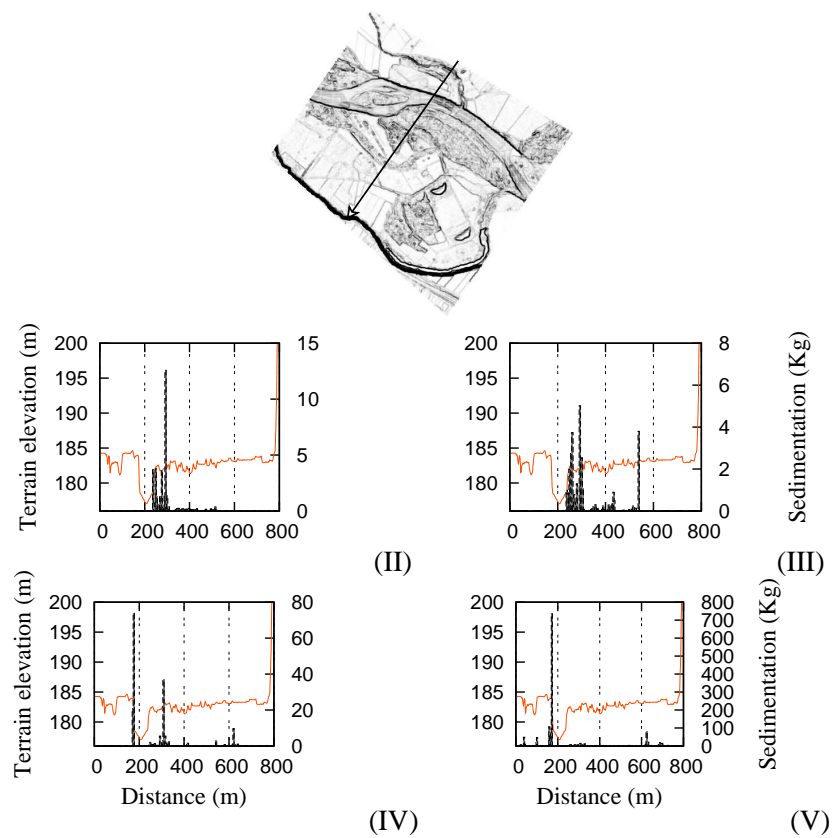 200 15 200 8
195 195 7
190 10 190 6
5
185 185 4
5 3
180 180 2
1
0 0
Terrain elevation (m)
Sedimentation (Kg)
0 200 400 600 800 0 200 400 600 800
(II) (III)
200 80 200 800
195 195 700
60 600
190 190 500
185 40 185 400
300
180 20 180 200
100
0 0
Terrain elevation (m)
Sedimentation (Kg)
0 200 400 600 800 0 200 400 600 800
Distance (m) Distance (m)
(IV) (V)